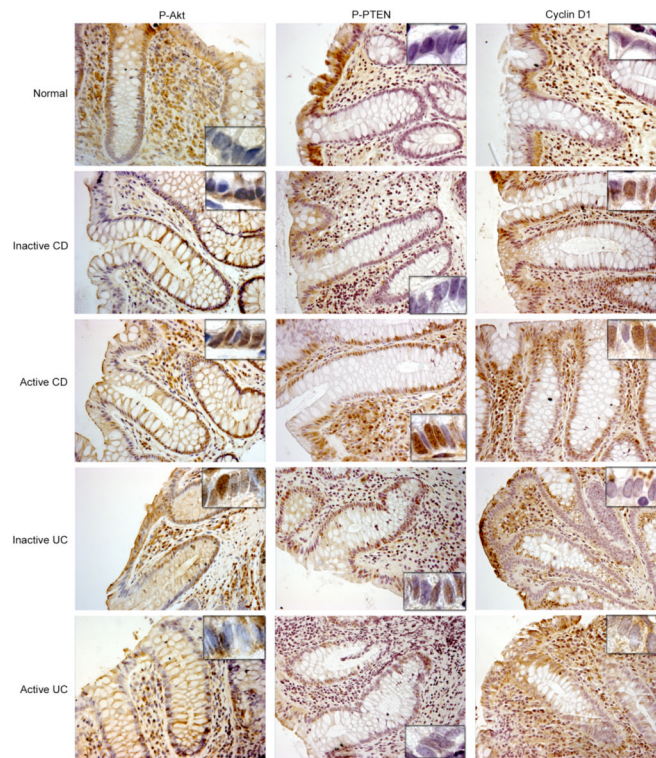 P-Akt P-PTEN Cyclin D1
Normal
Inactive CD
Active CD
Inactive UC
Active UC